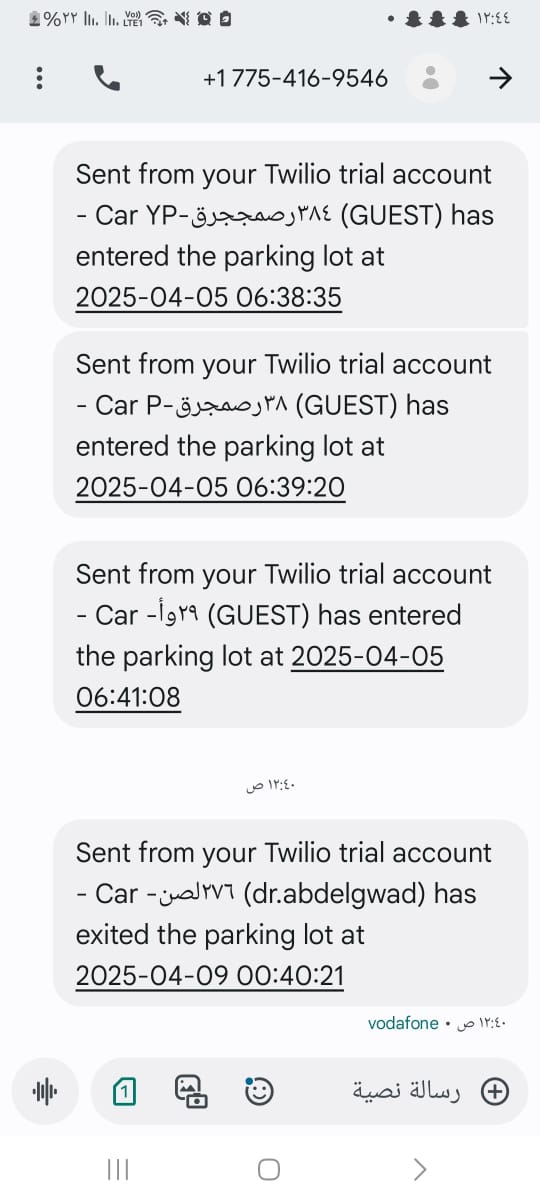 ١٢:٤٤
%٢٢
Vo))
LTE1
+1 775-416-9546
Sent from your Twilio trial account
- Car YP-رصمججرق٣٨٤ (GUEST) has
entered the parking lot at
2025-04-05 06:38:35
Sent from your Twilio trial account
- Car P-رصمجرق٣٨ (GUEST) has
entered the parking lot at
2025-04-05 06:39:20
Sent from your Twilio trial account
- Car -وأ٢٩- (GUEST) has entered
the parking lot at 2025-04-05
06:41:08
١٢:٤٠ ص
Sent from your Twilio trial account
- Car -لصن٢٧٦- (dr.abdelgwad) has
exited the parking lot at
2025-04-09 00:40:21
vodafone • ١٢:٤٠ ص
1
رسالة نصية